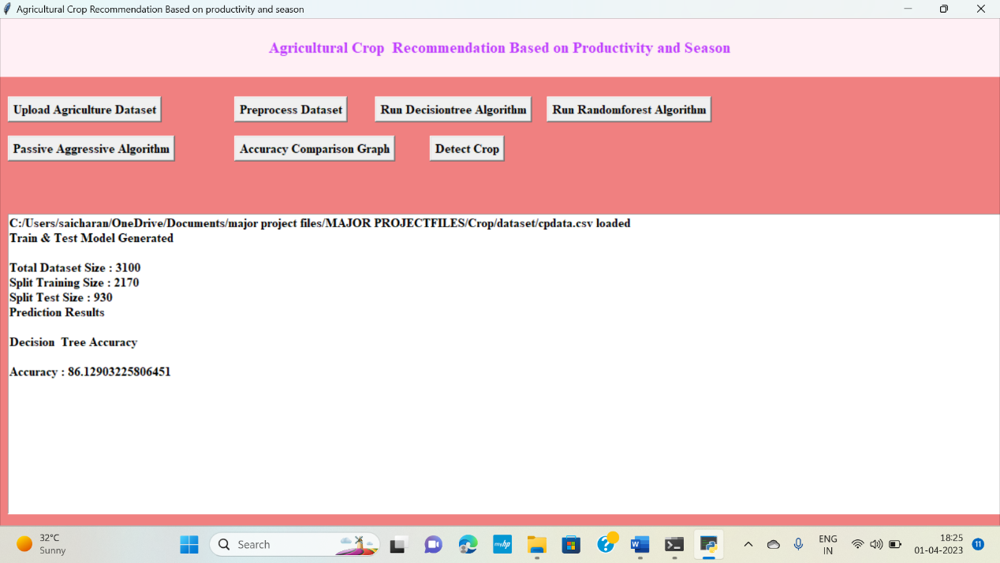 Agricultural Crop Recommendation Based on productivity and season
Agricultural Crop  Recommendation Based on Productivity and Season
Upload Agriculture Dataset
Preprocess Dataset
Run Decisiontree Algorithm
Run Randomforest Algorithm
Passive Aggressive Algorithm
Accuracy Comparison Graph
Detect Crop
C:/Users/saicharan/OneDrive/Documents/major project files/MAJOR PROJECTFILES/Crop/dataset/cpdata.csv loaded
Train & Test Model Generated
Total Dataset Size : 3100
Split Training Size : 2170
Split Test Size : 930
Prediction Results
Decision  Tree Accuracy
Accuracy : 86.12903225806451
32°C
Sunny
Search
myhp
W
ENG
IN
18:25
01-04-2023
11